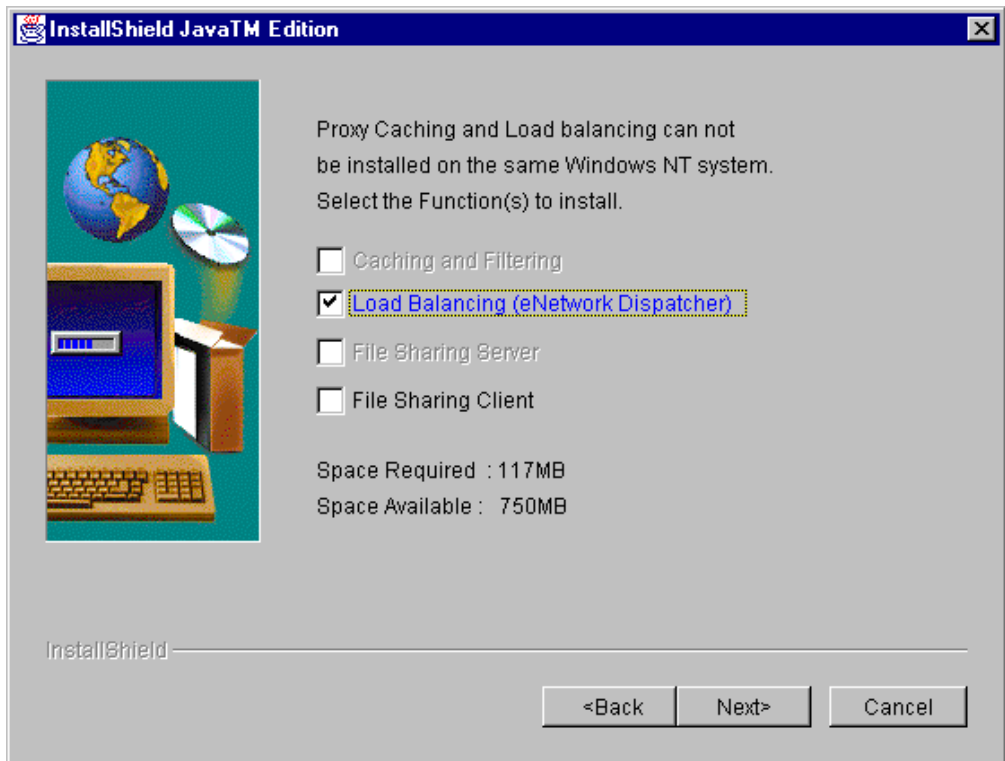 InstallShield JavaTM Edition
Proxy Caching and Load balancing can not
be installed on the same Windows NT system.
Select the Function(s) to install.
Caching and Filtering
Load Balancing (eNetwork Dispatcher)
File Sharing Server
File Sharing Client
Space Required : 117MB
Space Available : 750MB
InstallShield
<Back Next> Cancel